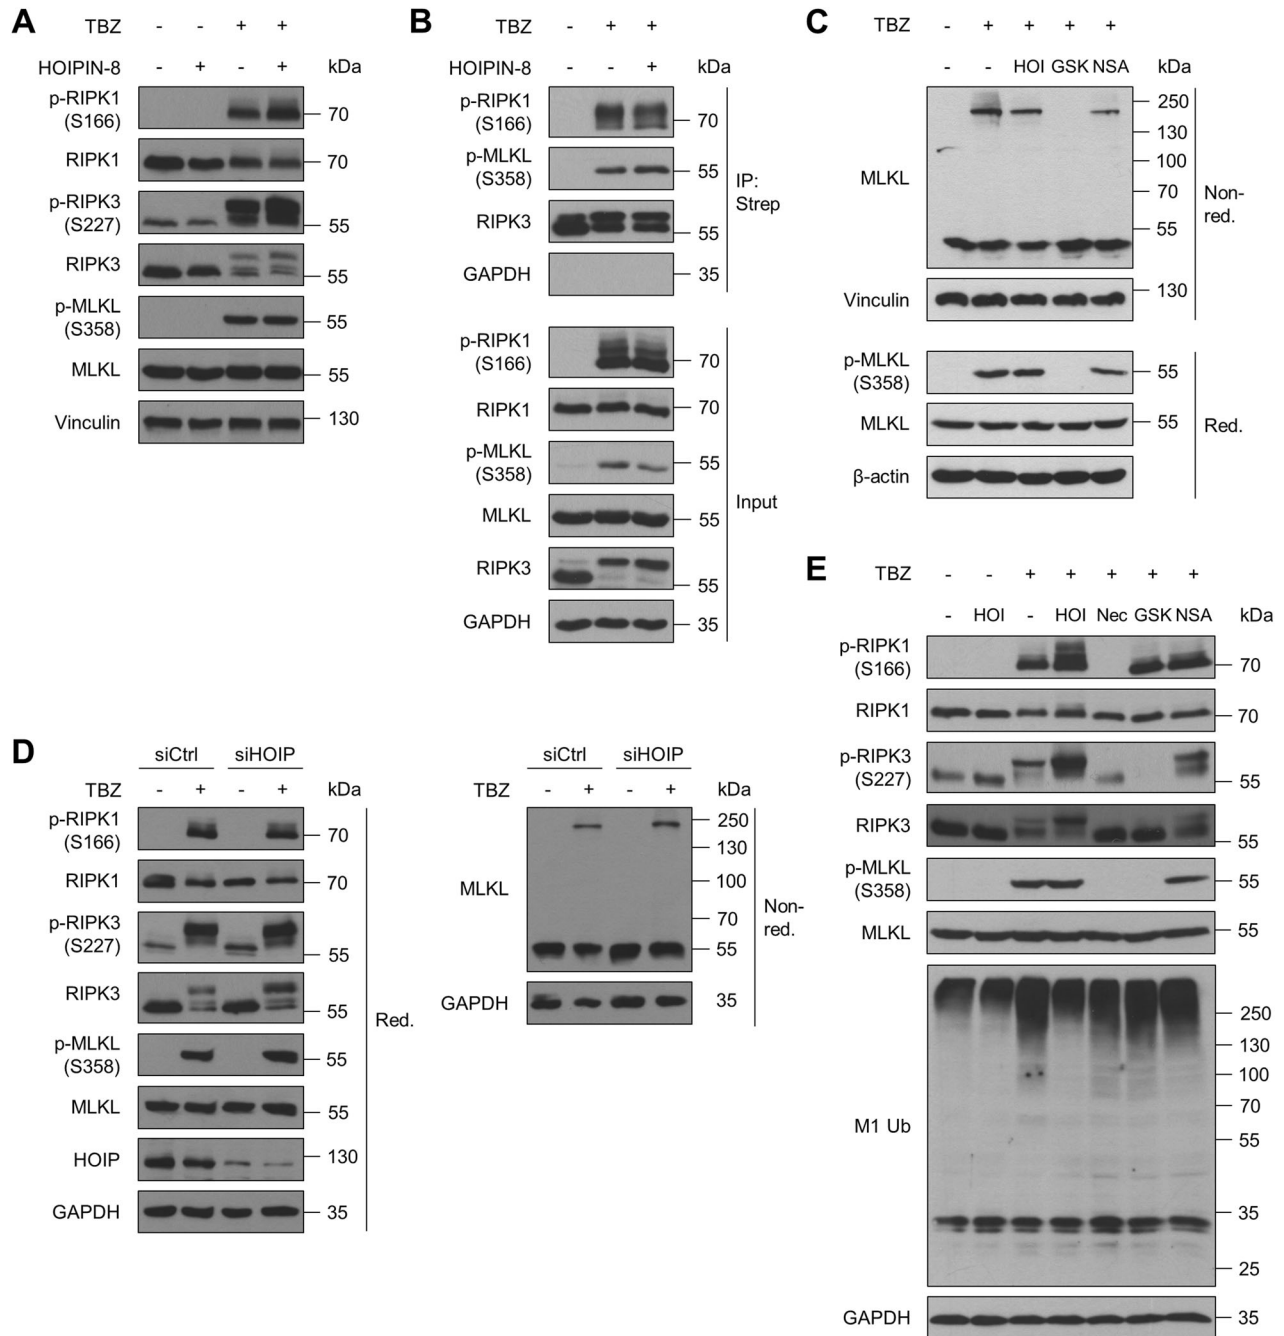 A
TBZ - - + +
HOIPIN-8 - + - + kDa
p-RIPK1
(S166) 70
RIPK1 70
p-RIPK3
(S227) 55
RIPK3 55
p-MLKL
(S358) 55
MLKL 55
Vinculin 130
B
TBZ - + +
HOIPIN-8 - - + kDa
p-RIPK1
(S166) 70
p-MLKL
(S358) 55
RIPK3 55
GAPDH 35
IP:
Strep
p-RIPK1
(S166) 70
RIPK1 70
p-MLKL
(S358) 55
MLKL 55
RIPK3 55
GAPDH 35
Input
C
TBZ - + + + +
- - HOI GSK NSA kDa
MLKL
250
130
100
70
55
Vinculin 130
Non-
red.
p-MLKL
(S358) 55
MLKL 55
β-actin
Red.
D
siCtrl siHOIP
TBZ - + - + kDa
p-RIPK1
(S166) 70
RIPK1 70
p-RIPK3
(S227) 55
RIPK3 55
p-MLKL
(S358) 55
MLKL 55
HOIP 130
GAPDH 35
Red.
siCtrl siHOIP
TBZ - + - + kDa
MLKL
250
130
100
70
55
GAPDH 35
Non-
red.
E
TBZ - - + + + + +
- HOI - HOI Nec GSK NSA kDa
p-RIPK1
(S166) 70
RIPK1 70
p-RIPK3
(S227) 55
RIPK3 55
p-MLKL
(S358) 55
MLKL 55
M1 Ub
250
130
100
70
55
35
25
GAPDH 35